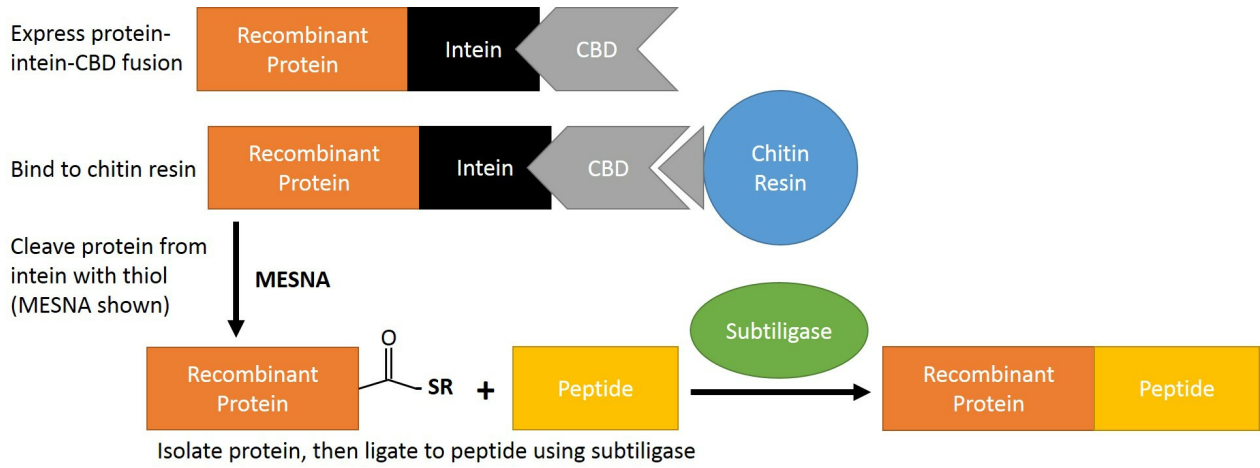 Express protein-
intein-CBD fusion
Recombinant
Protein
Intein
CBD
Bind to chitin resin
Recombinant
Protein
Intein
CBD
Chitin
Resin
Cleave protein from
intein with thiol
(MESNA shown)
MESNA
Subtiligase
Recombinant
Protein
O
SR
+
Peptide
Recombinant
Protein
Peptide
Isolate protein, then ligate to peptide using subtiligase